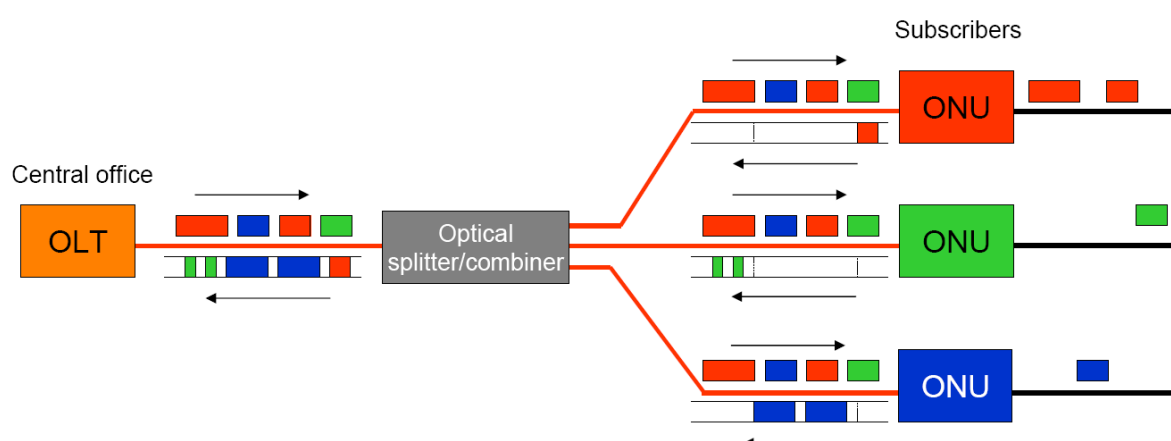 Subscribers
ONU
Central office
OLT
Optical
splitter/combiner
ONU
ONU